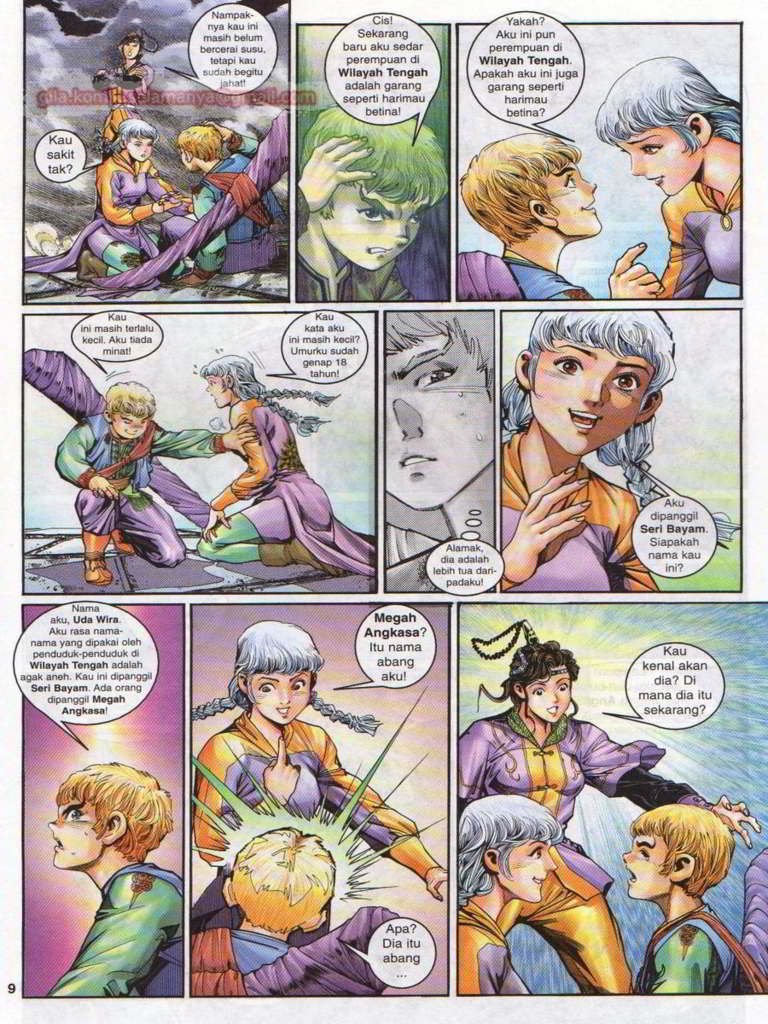 Nampak-
nya kau ini
masih belum
bercerai susu,
tetapi kau
sudah begitu
jahat!
Kau
sakit
tak?
Cis!
Sekarang
baru aku sedar
perempuan di
Wilayah Tengah
adalah garang
seperti harimau
betina!
Yakah?
Aku ini pun
perempuan di
Wilayah Tengah.
Apakah aku ini juga
garang seperti
harimau
betina?
Kau
ini masih terlalu
kecil. Aku tiada
minat!
Kau
kata aku
ini masih kecil?
Umurku sudah
genap 18
tahun!
Alamak,
dia adalah
lebih tua dari-
padaku!
Aku
dipanggil
Seri Bayam.
Siapakah
nama kau
ini?
Nama
aku, Uda Wira.
Aku rasa nama-
nama yang dipakai oleh
penduduk-penduduk di
Wilayah Tengah adalah
agak aneh. Kau ini dipanggil
Seri Bayam. Ada orang
dipanggil Megah
Angkasa!
Megah
Angkasa?
Itu nama
abang
aku!
Apa?
Dia itu
abang
...
Kau
kenal akan
dia? Di
mana dia itu
sekarang?
9